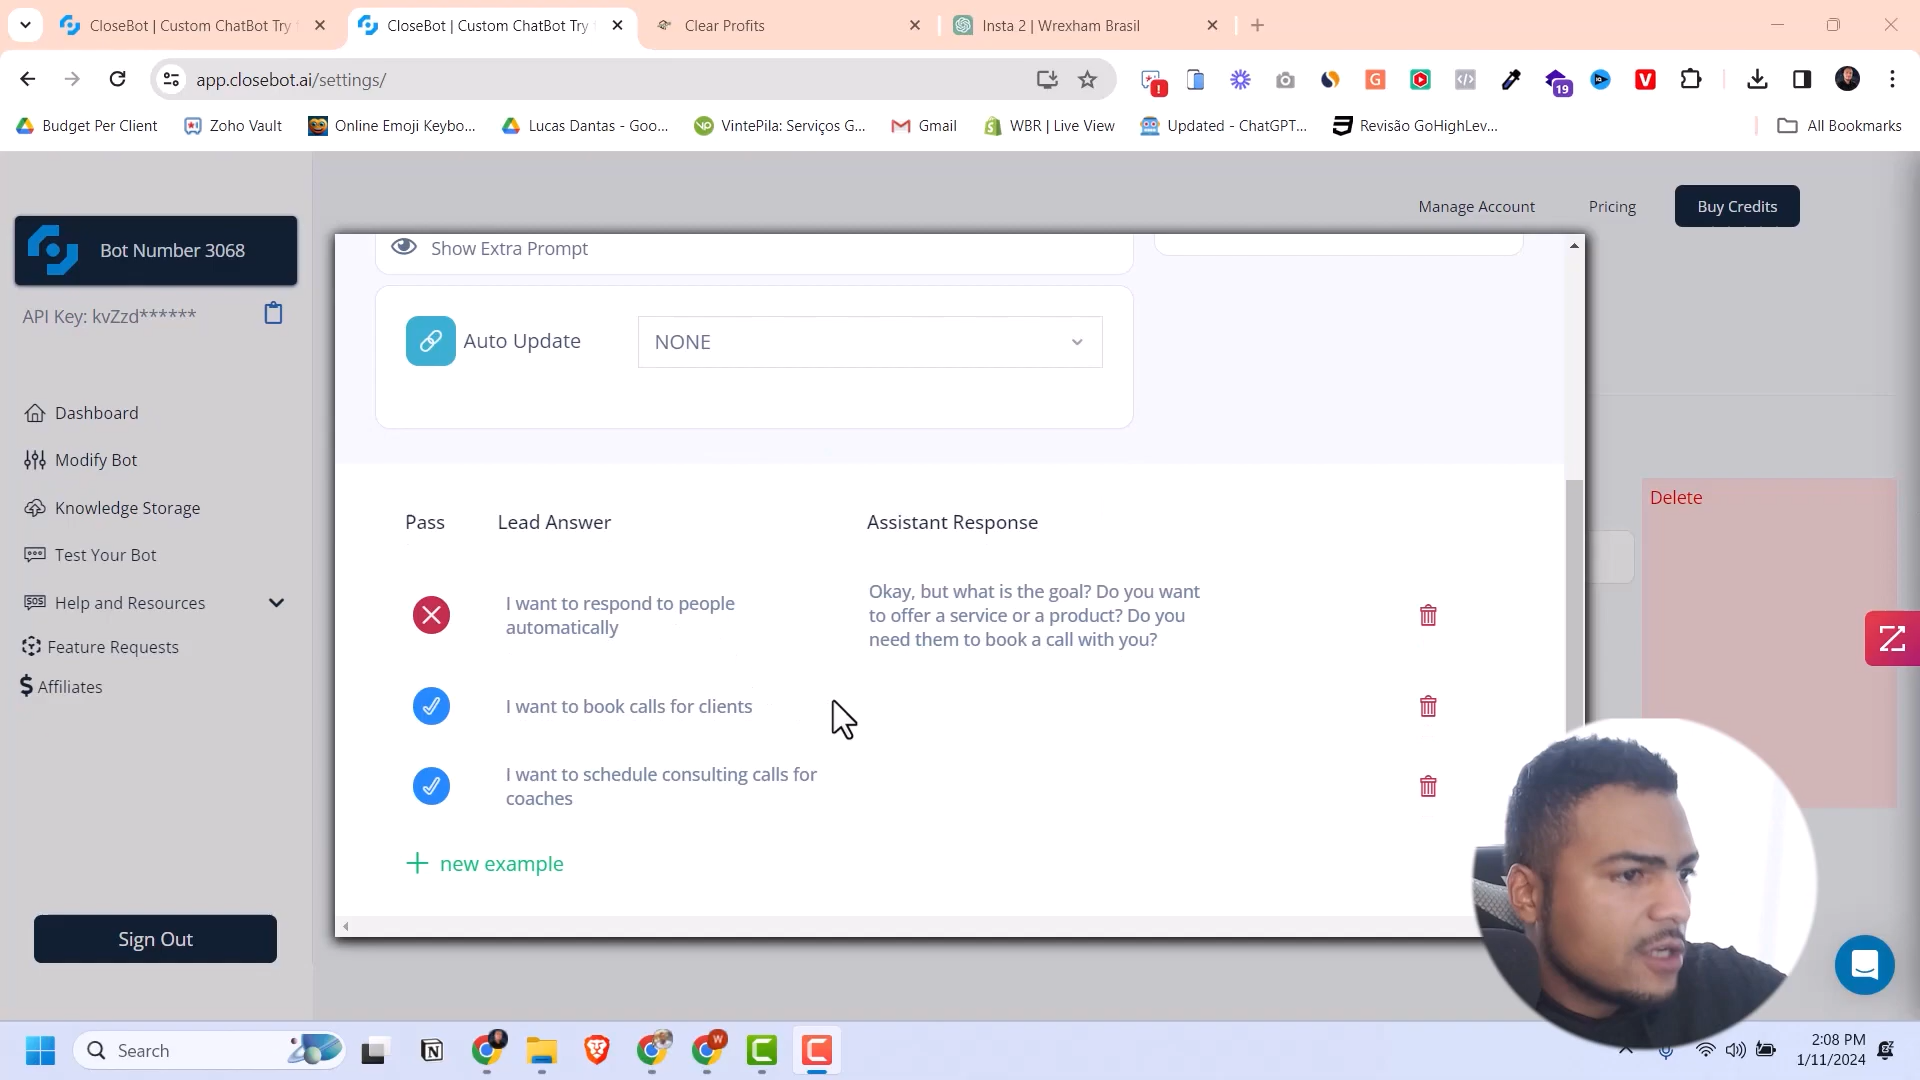 CloseBot | Custom ChatBot Try
CloseBot | Custom ChatBot Try
Clear Profits
Insta 2 | Wrexham Brasil
app.closebot.ai/settings/
G
19
V
Budget Per Client
Zoho Vault
Online Emoji Keybo...
Lucas Dantas - Goo...
VintePila: Serviços G...
Gmail
WBR | Live View
Updated - ChatGPT...
Revisão GoHighLev...
All Bookmarks
Bot Number 3068
API Key: kvZzd******
Dashboard
Modify Bot
Knowledge Storage
Test Your Bot
Help and Resources
Feature Requests
Affiliates
Sign Out
Manage Account
Pricing
Buy Credits
Show Extra Prompt
Auto Update
NONE
Pass
Lead Answer
Assistant Response
I want to respond to people
automatically
Okay, but what is the goal? Do you want
to offer a service or a product? Do you
need them to book a call with you?
I want to book calls for clients
I want to schedule consulting calls for
coaches
+ new example
Delete
Search
2:08 PM
1/11/2024